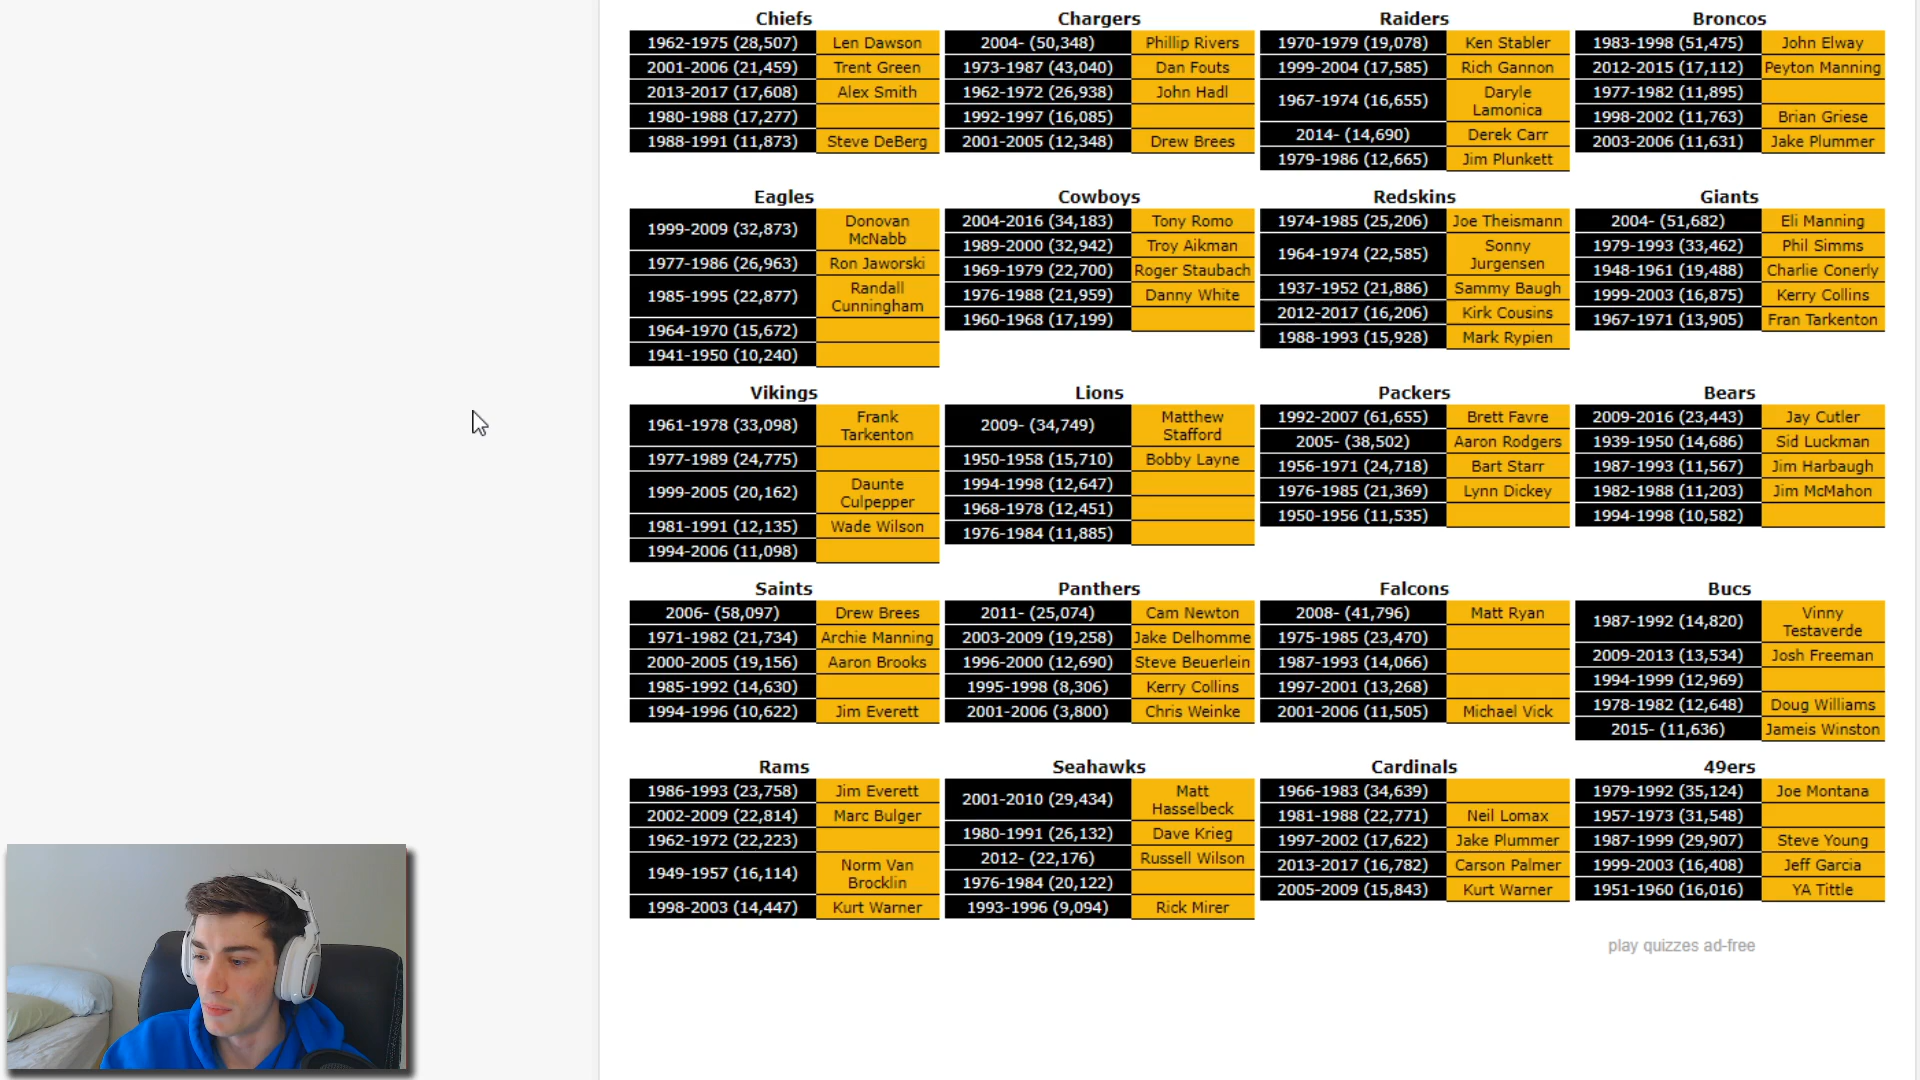 Chiefs
1962-1975 (28,507) Len Dawson
2001-2006 (21,459) Trent Green
2013-2017 (17,608) Alex Smith
1980-1988 (17,277)
1988-1991 (11,873) Steve DeBerg
Chargers
2004- (50,348) Phillip Rivers
1973-1987 (43,040) Dan Fouts
1962-1972 (26,938) John Hadl
1992-1997 (16,085)
2001-2005 (12,348) Drew Brees
Raiders
1970-1979 (19,078) Ken Stabler
1999-2004 (17,585) Rich Gannon
1967-1974 (16,655) Daryle
Lamonica
2014- (14,690) Derek Carr
1979-1986 (12,665) Jim Plunkett
Broncos
1983-1998 (51,475) John Elway
2012-2015 (17,112) Peyton Manning
1977-1982 (11,895)
1998-2002 (11,763) Brian Griese
2003-2006 (11,631) Jake Plummer
Eagles
1999-2009 (32,873) Donovan
McNabb
1977-1986 (26,963) Ron Jaworski
1985-1995 (22,877) Randall
Cunningham
1964-1970 (15,672)
1941-1950 (10,240)
Cowboys
2004-2016 (34,183) Tony Romo
1989-2000 (32,942) Troy Aikman
1969-1979 (22,700) Roger Staubach
1976-1988 (21,959) Danny White
1960-1968 (17,199)
Redskins
1974-1985 (25,206) Joe Theismann
1964-1974 (22,585) Sonny
Jurgensen
1937-1952 (21,886) Sammy Baugh
2012-2017 (16,206) Kirk Cousins
1988-1993 (15,928) Mark Rypien
Giants
2004- (51,682) Eli Manning
1979-1993 (33,462) Phil Simms
1948-1961 (19,488) Charlie Conerly
1999-2003 (16,875) Kerry Collins
1967-1971 (13,905) Fran Tarkenton
Vikings
1961-1978 (33,098) Frank
Tarkenton
1977-1989 (24,775)
1999-2005 (20,162) Daunte
Culpepper
1981-1991 (12,135) Wade Wilson
1994-2006 (11,098)
Lions
2009- (34,749) Matthew
Stafford
1950-1958 (15,710) Bobby Layne
1994-1998 (12,647)
1968-1978 (12,451)
1976-1984 (11,885)
Packers
1992-2007 (61,655) Brett Favre
2005- (38,502) Aaron Rodgers
1956-1971 (24,718) Bart Starr
1976-1985 (21,369) Lynn Dickey
1950-1956 (11,535)
Bears
2009-2016 (23,443) Jay Cutler
1939-1950 (14,686) Sid Luckman
1987-1993 (11,567) Jim Harbaugh
1982-1988 (11,203) Jim McMahon
1994-1998 (10,582)
Saints
2006- (58,097) Drew Brees
1971-1982 (21,734) Archie Manning
2000-2005 (19,156) Aaron Brooks
1985-1992 (14,630)
1994-1996 (10,622) Jim Everett
Panthers
2011- (25,074) Cam Newton
2003-2009 (19,258) Jake Delhomme
1996-2000 (12,690) Steve Beuerlein
1995-1998 (8,306) Kerry Collins
2001-2006 (3,800) Chris Weinke
Falcons
2008- (41,796) Matt Ryan
1975-1985 (23,470)
1987-1993 (14,066)
1997-2001 (13,268)
2001-2006 (11,505) Michael Vick
Bucs
1987-1992 (14,820) Vinny
Testaverde
2009-2013 (13,534) Josh Freeman
1994-1999 (12,969)
1978-1982 (12,648) Doug Williams
2015- (11,636) Jameis Winston
Rams
1986-1993 (23,758) Jim Everett
2002-2009 (22,814) Marc Bulger
1962-1972 (22,223)
1949-1957 (16,114) Norm Van
Brocklin
1998-2003 (14,447) Kurt Warner
Seahawks
2001-2010 (29,434) Matt
Hasselbeck
1980-1991 (26,132) Dave Krieg
2012- (22,176) Russell Wilson
1976-1984 (20,122)
1993-1996 (9,094) Rick Mirer
Cardinals
1966-1983 (34,639)
1981-1988 (22,771) Neil Lomax
1997-2002 (17,622) Jake Plummer
2013-2017 (16,782) Carson Palmer
2005-2009 (15,843) Kurt Warner
49ers
1979-1992 (35,124) Joe Montana
1957-1973 (31,548)
1987-1999 (29,907) Steve Young
1999-2003 (16,408) Jeff Garcia
1951-1960 (16,016) YA Tittle
play quizzes ad-free